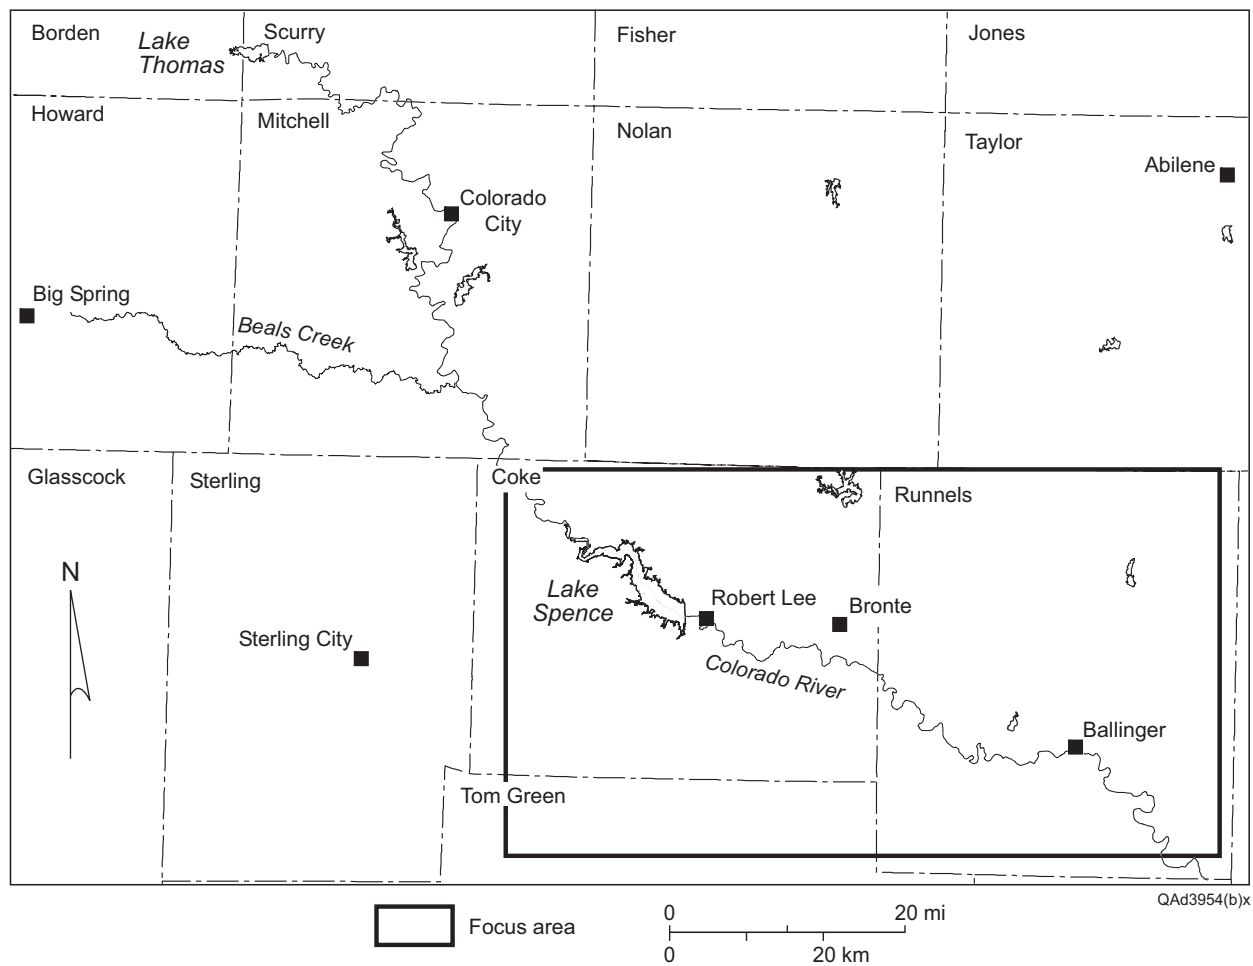 Borden
Lake
Thomas
Scurry
Fisher
Jones
Howard
Mitchell
Nolan
Taylor
Abilene
Colorado
City
Big Spring
Beals Creek
Glasscock
Sterling
Coke
Runnels
N
Lake
Spence
Robert Lee
Bronte
Sterling City
Colorado River
Ballinger
Tom Green
QAd3954(b)x
Focus area
0 20 mi
0 20 km